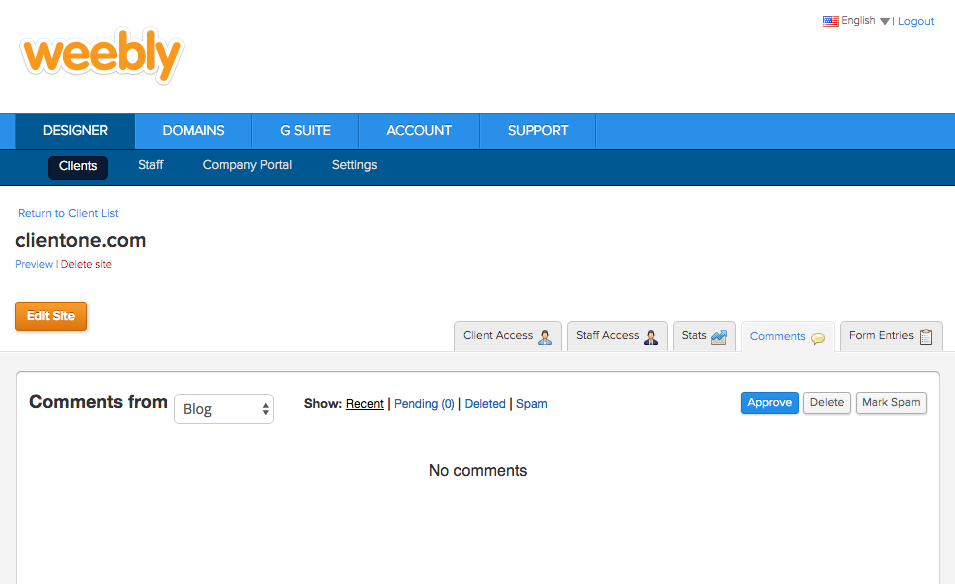 English | Logout
weebly
DESIGNER DOMAINS G SUITE ACCOUNT SUPPORT
Clients Staff Company Portal Settings
Return to Client List
clientone.com
Preview | Delete site
Edit Site
Client Access Staff Access Stats Comments Form Entries
Comments from Blog Show: Recent | Pending (0) | Deleted | Spam Approve Delete Mark Spam
No comments